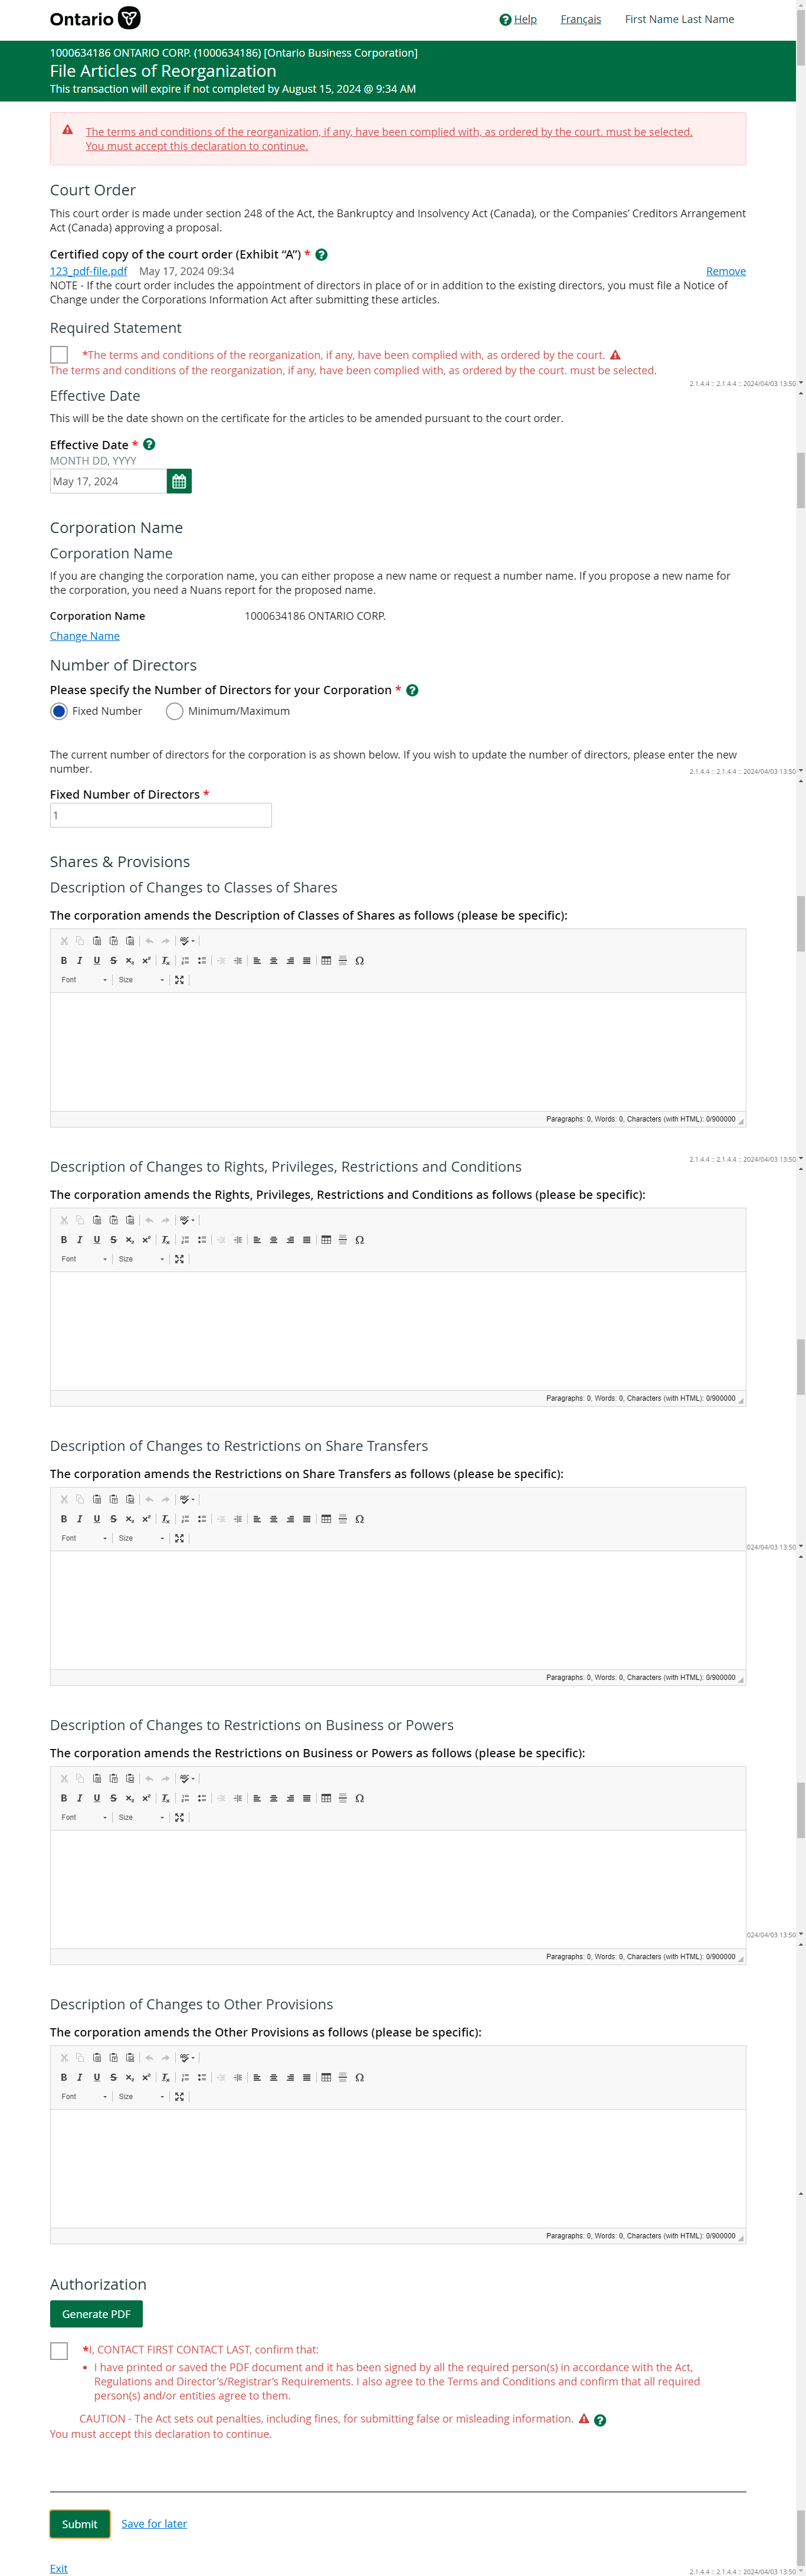 Ontario
Help Français First Name Last Name
1000634186 ONTARIO CORP. (1000634186) [Ontario Business Corporation]
File Articles of Reorganization
This transaction will expire if not completed by August 15, 2024 @ 9:34 AM
The terms and conditions of the reorganization, if any, have been complied with, as ordered by the court. must be selected.
You must accept this declaration to continue.
Court Order
This court order is made under section 248 of the Act, the Bankruptcy and Insolvency Act (Canada), or the Companies’ Creditors Arrangement
Act (Canada) approving a proposal.
Certified copy of the court order (Exhibit “A”) *
123_pdf-file.pdf May 17, 2024 09:34 Remove
NOTE - If the court order includes the appointment of directors in place of or in addition to the existing directors, you must file a Notice of
Change under the Corporations Information Act after submitting these articles.
Required Statement
*The terms and conditions of the reorganization, if any, have been complied with, as ordered by the court.
The terms and conditions of the reorganization, if any, have been complied with, as ordered by the court. must be selected.
2.1.4.4 :: 2.1.4.4 :: 2024/04/03 13:50
Effective Date
This will be the date shown on the certificate for the articles to be amended pursuant to the court order.
Effective Date *
MONTH DD, YYYY
May 17, 2024
Corporation Name
Corporation Name
If you are changing the corporation name, you can either propose a new name or request a number name. If you propose a new name for
the corporation, you need a Nuans report for the proposed name.
Corporation Name 1000634186 ONTARIO CORP.
Change Name
Number of Directors
Please specify the Number of Directors for your Corporation *
Fixed Number Minimum/Maximum
The current number of directors for the corporation is as shown below. If you wish to update the number of directors, please enter the new
number.
2.1.4.4 :: 2.1.4.4 :: 2024/04/03 13:50
Fixed Number of Directors *
1
Shares & Provisions
Description of Changes to Classes of Shares
The corporation amends the Description of Classes of Shares as follows (please be specific):
B I U S x₂ x² Tx Ω
Font Size
Paragraphs: 0, Words: 0, Characters (with HTML): 0/900000
2.1.4.4 :: 2.1.4.4 :: 2024/04/03 13:50
Description of Changes to Rights, Privileges, Restrictions and Conditions
The corporation amends the Rights, Privileges, Restrictions and Conditions as follows (please be specific):
B I U S x₂ x² Tx Ω
Font Size
Paragraphs: 0, Words: 0, Characters (with HTML): 0/900000
Description of Changes to Restrictions on Share Transfers
The corporation amends the Restrictions on Share Transfers as follows (please be specific):
B I U S x₂ x² Tx Ω
Font Size
024/04/03 13:50
Paragraphs: 0, Words: 0, Characters (with HTML): 0/900000
Description of Changes to Restrictions on Business or Powers
The corporation amends the Restrictions on Business or Powers as follows (please be specific):
B I U S x₂ x² Tx Ω
Font Size
024/04/03 13:50
Paragraphs: 0, Words: 0, Characters (with HTML): 0/900000
Description of Changes to Other Provisions
The corporation amends the Other Provisions as follows (please be specific):
B I U S x₂ x² Tx Ω
Font Size
Paragraphs: 0, Words: 0, Characters (with HTML): 0/900000
Authorization
Generate PDF
*I, CONTACT FIRST CONTACT LAST, confirm that:
• I have printed or saved the PDF document and it has been signed by all the required person(s) in accordance with the Act,
Regulations and Director’s/Registrar’s Requirements. I also agree to the Terms and Conditions and confirm that all required
person(s) and/or entities agree to them.
CAUTION - The Act sets out penalties, including fines, for submitting false or misleading information.
You must accept this declaration to continue.
Submit Save for later
Exit
2.1.4.4 :: 2.1.4.4 :: 2024/04/03 13:50